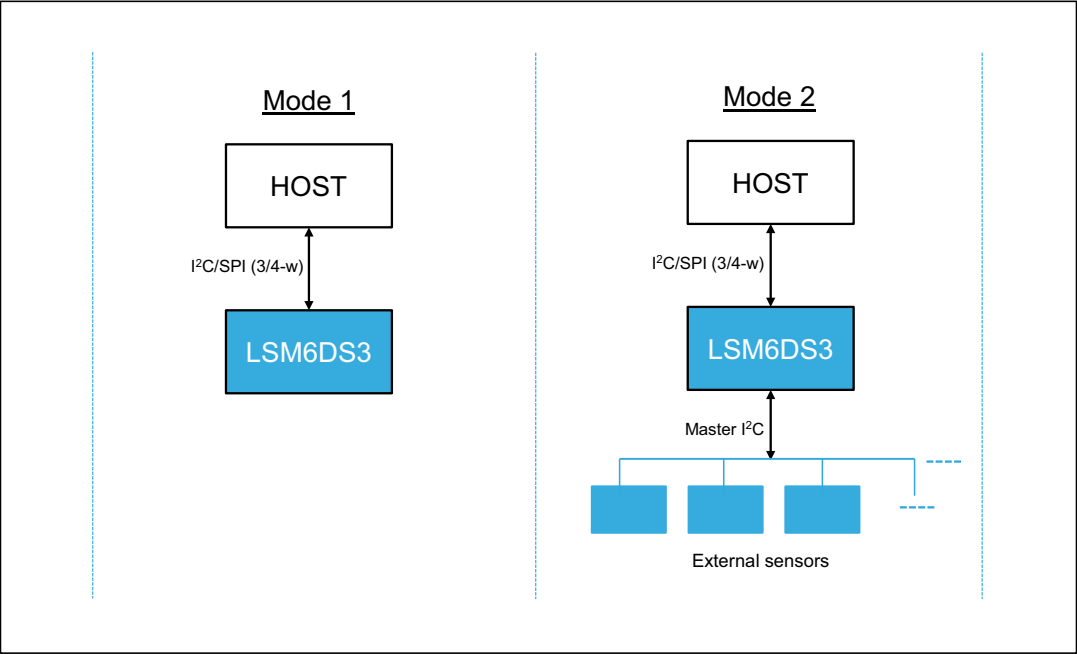 Mode 1
HOST
I²C/SPI (3/4-w)
LSM6DS3
Mode 2
HOST
I²C/SPI (3/4-w)
LSM6DS3
Master I²C
External sensors